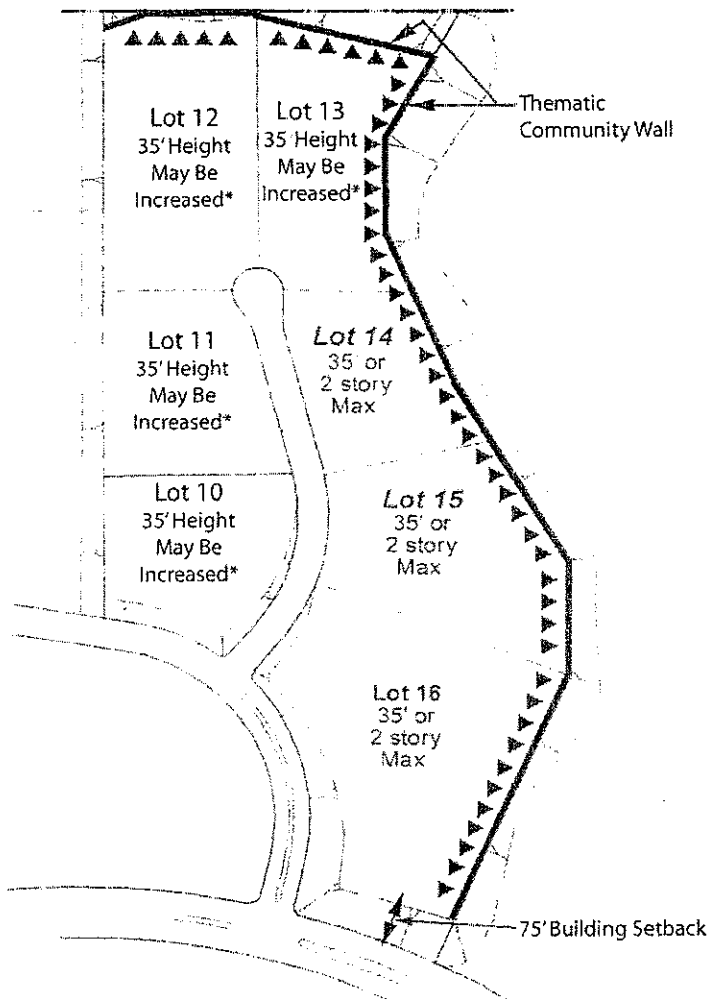 Lot 12
35' Height
May Be
Increased*
Lot 13
35' Height
May Be
Increased*
Thematic
Community Wall
Lot 11
35' Height
May Be
Increased*
Lot 14
35' or
2 story
Max
Lot 10
35' Height
May Be
Increased*
Lot 15
35' or
2 story
Max
Lot 16
35' or
2 story
Max
75' Building Setback